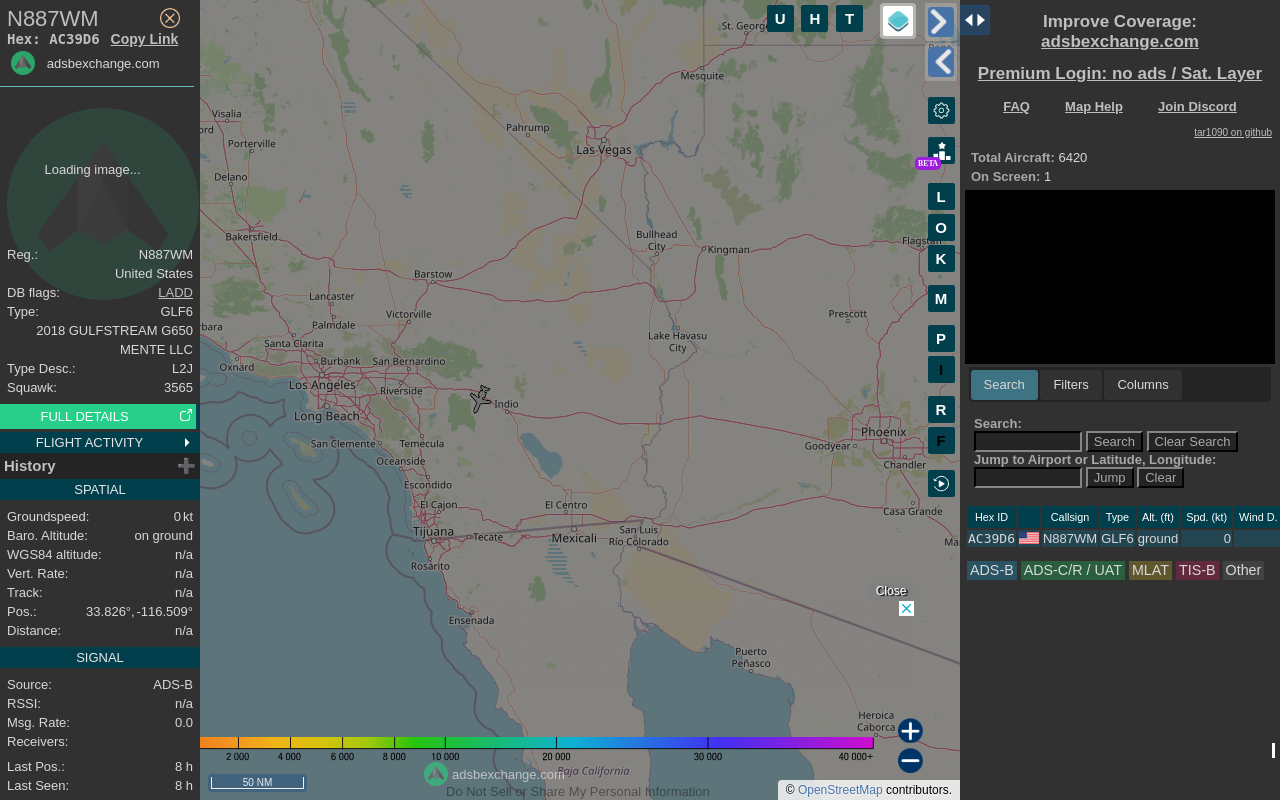 N887WM
Hex: AC39D6 Copy Link
adsbexchange.com
Loading image...
Reg.: N887WM
United States
DB flags: LADD
Type: GLF6
2018 GULFSTREAM G650
MENTE LLC
Type Desc.: L2J
Squawk: 3565
FULL DETAILS
FLIGHT ACTIVITY
History
SPATIAL
Groundspeed: 0 kt
Baro. Altitude: on ground
WGS84 altitude: n/a
Vert. Rate: n/a
Track: n/a
Pos.: 33.826°, -116.509°
Distance: n/a
SIGNAL
Source: ADS-B
RSSI: n/a
Msg. Rate: 0.0
Receivers:
Last Pos.: 8 h
Last Seen: 8 h
U H T
St. George
Mesquite
Visalia
ord
Porterville
Pahrump
Las Vegas
Delano
BETA
L
O
K
M
P
I
R
F
Bakersfield
Bullhead
City
Kingman
Flagst
Barstow
Lancaster
Palmdale
Victorville
Prescott
bara
Santa Clarita
Lake Havasu
City
Oxnard
Burbank
San Bernardino
Los Angeles
Riverside
Indio
Long Beach
San Clemente
Temecula
Phoenix
Goodyear
Oceanside
Chandler
Escondido
El Cajon
El Centro
Casa Grande
Tijuana
Tecate
Mexicali
San Luis
Río Colorado
Ma
Rosarito
Close
Ensenada
Puerto
Peñasco
Heroica
Caborca
2 000 4 000 6 000 8 000 10 000 20 000 30 000 40 000+
Baja California
adsbexchange.com
50 NM
Do Not Sell or Share My Personal Information
© OpenStreetMap contributors.
Improve Coverage:
adsbexchange.com
Premium Login: no ads / Sat. Layer
FAQ Map Help Join Discord
tar1090 on github
Total Aircraft: 6420
On Screen: 1
Search Filters Columns
Search:
Search Clear Search
Jump to Airport or Latitude, Longitude:
Jump Clear
Hex ID Callsign Type Alt. (ft) Spd. (kt) Wind D.
AC39D6 N887WM GLF6 ground 0
ADS-B ADS-C/R / UAT MLAT TIS-B Other